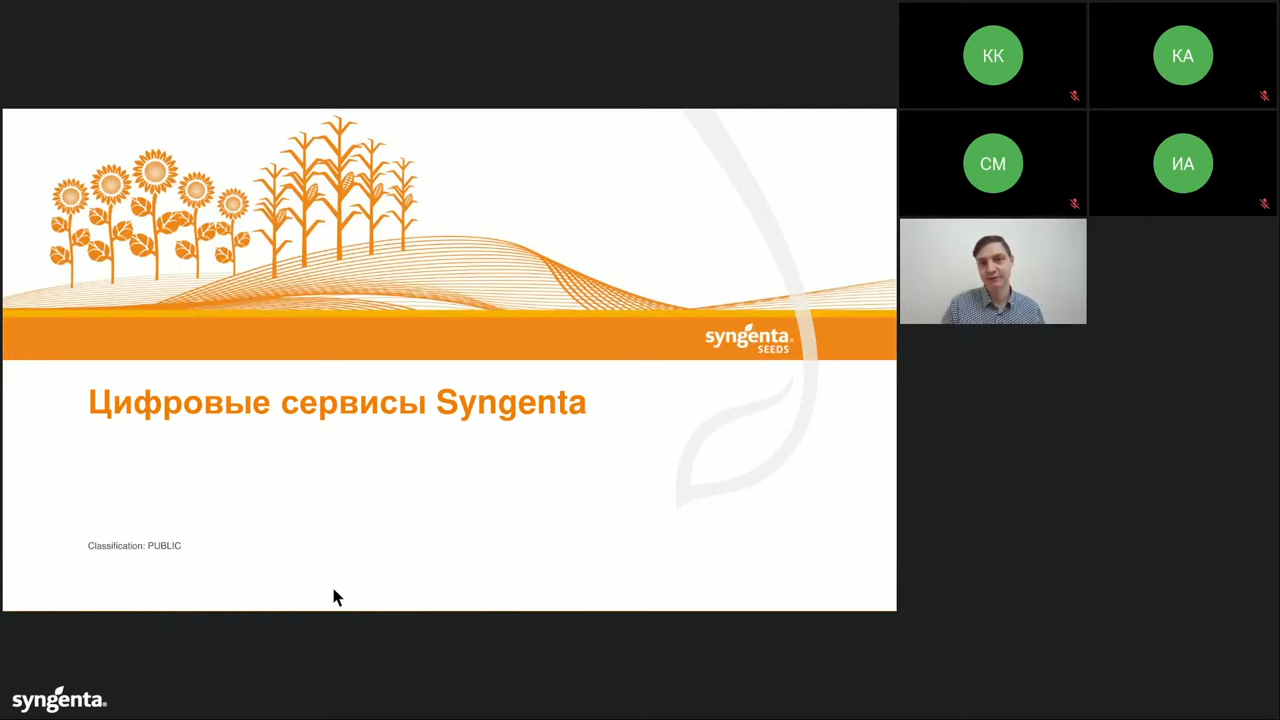 КК
КА
СМ
ИА
syngenta
SEEDS
Цифровые сервисы Syngenta
Classification: PUBLIC
syngenta